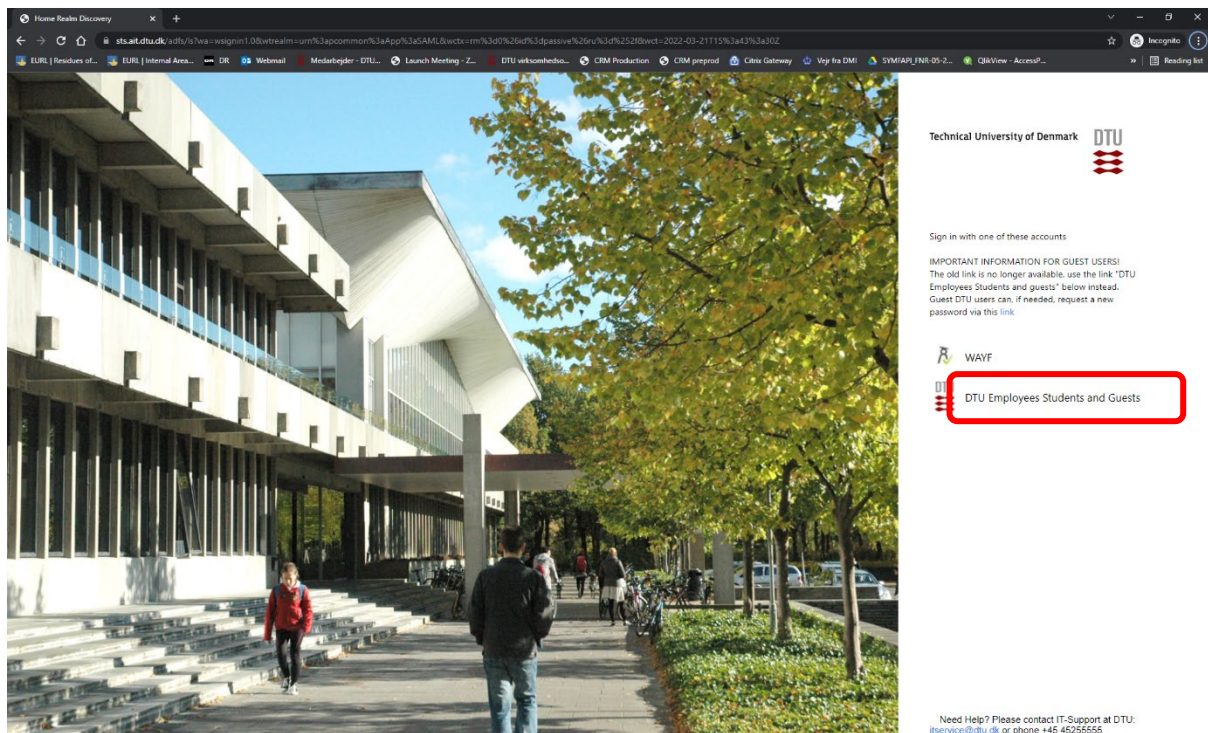 Home Realm Discovery
sts.ait.dtu.dk/adfs/ls?wa=wsignin1.0&wtrealm=urn%3apcommon%3aApp%3aSAML&wctx=rm%3d0%26id%3dpassive%26ru%3d%252f&wct=2022-03-21T15%3a43%3a30Z
Incognito
EURL | Residues of... EURL | Internal Area... DR Webmail Medarbejder - DTU... Launch Meeting - Z... DTU virksomhedso... CRM Production CRM preprod Citrix Gateway Vejr fra DMI SYMFAPI_FNR-05-2... QlikView - AccessP... » Reading list
Technical University of Denmark DTU
Sign in with one of these accounts
IMPORTANT INFORMATION FOR GUEST USERS!
The old link is no longer available, use the link "DTU
Employees Students and guests" below instead.
Guest DTU users can, if needed, request a new
password via this link
WAYF
DTU
DTU Employees Students and Guests
Need Help? Please contact IT-Support at DTU:
itservice@dtu.dk or phone +45 45255555